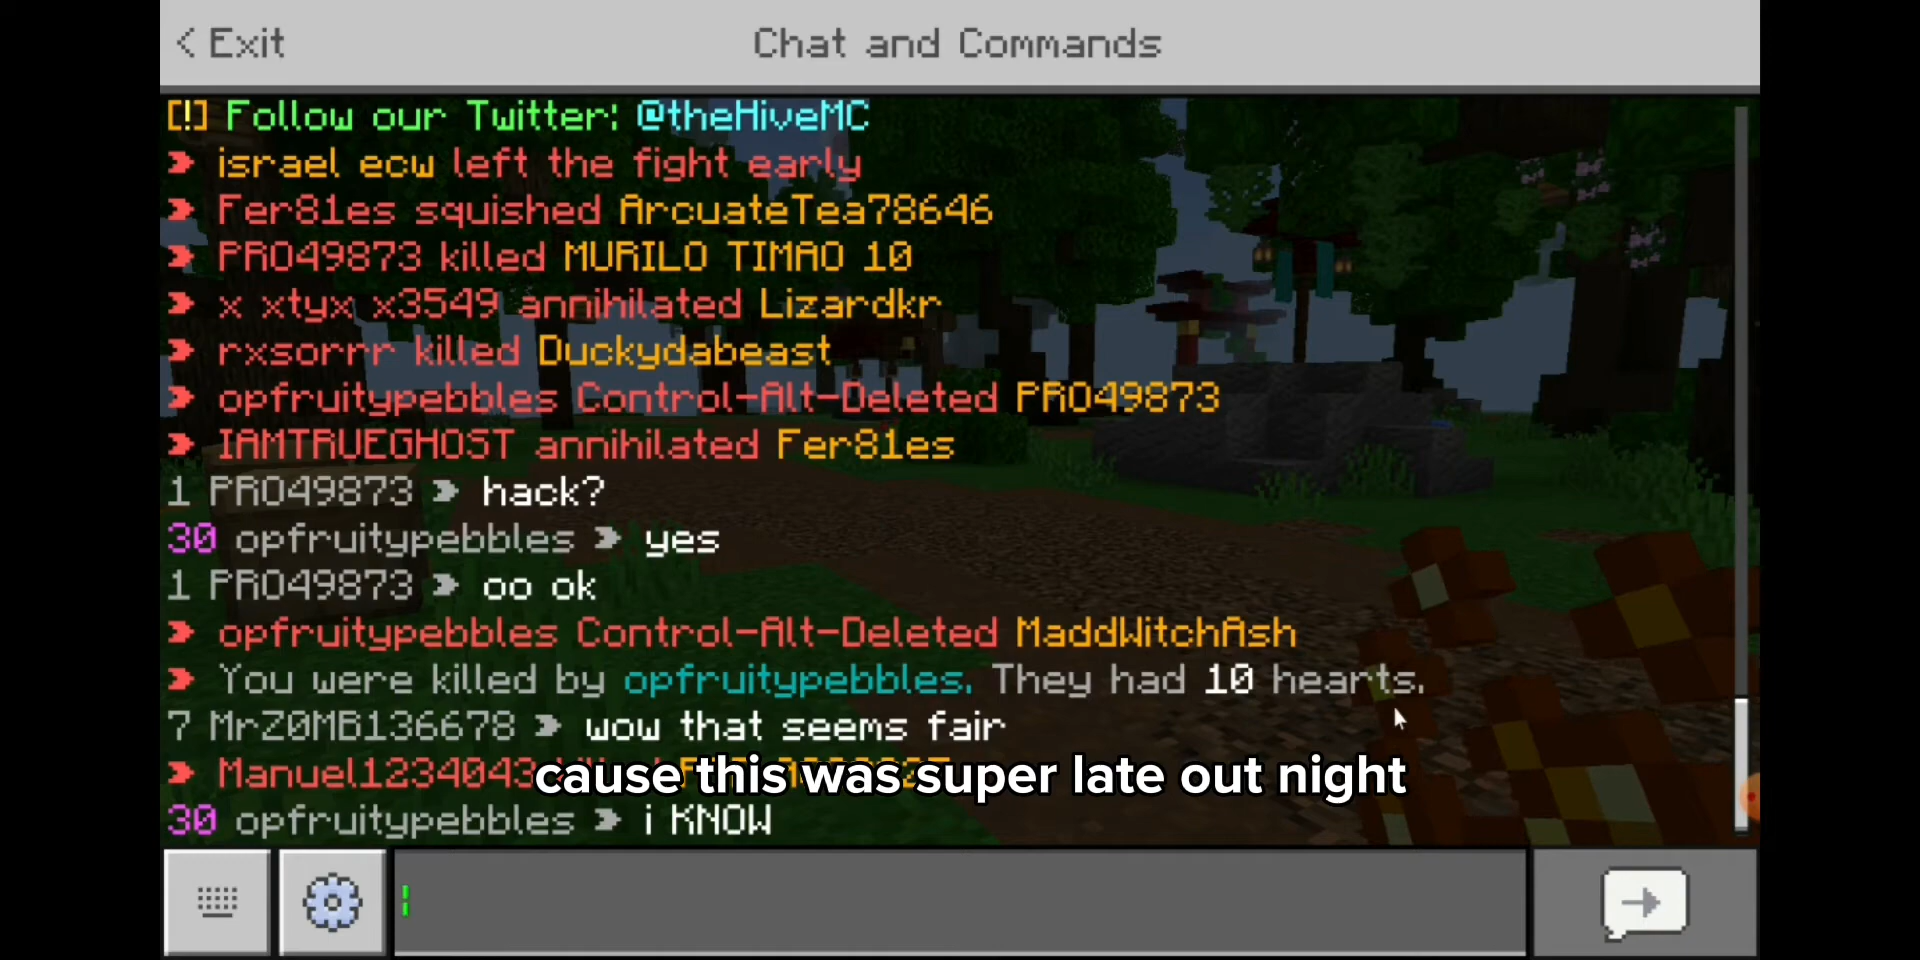 < Exit
Chat and Commands
[!] Follow our Twitter: @theHiveMC
israel ecw left the fight early
Fer81es squished ArcuateTea78646
PRO49873 killed MURILO TIMAO 10
x xtyx x3549 annihilated Lizardkr
rxsorrr killed Duckydabeast
opfruitypebbles Control-Alt-Deleted PRO49873
IAMTRUEGHOST annihilated Fer81es
1 PRO49873 hack?
30 opfruitypebbles yes
1 PRO49873 oo ok
opfruitypebbles Control-Alt-Deleted MaddWitchAsh
You were killed by opfruitypebbles. They had 10 hearts.
7 MrZ0MB136678 wow that seems fair
Manuel1234043
cause this was super late out night
30 opfruitypebbles i KNOW